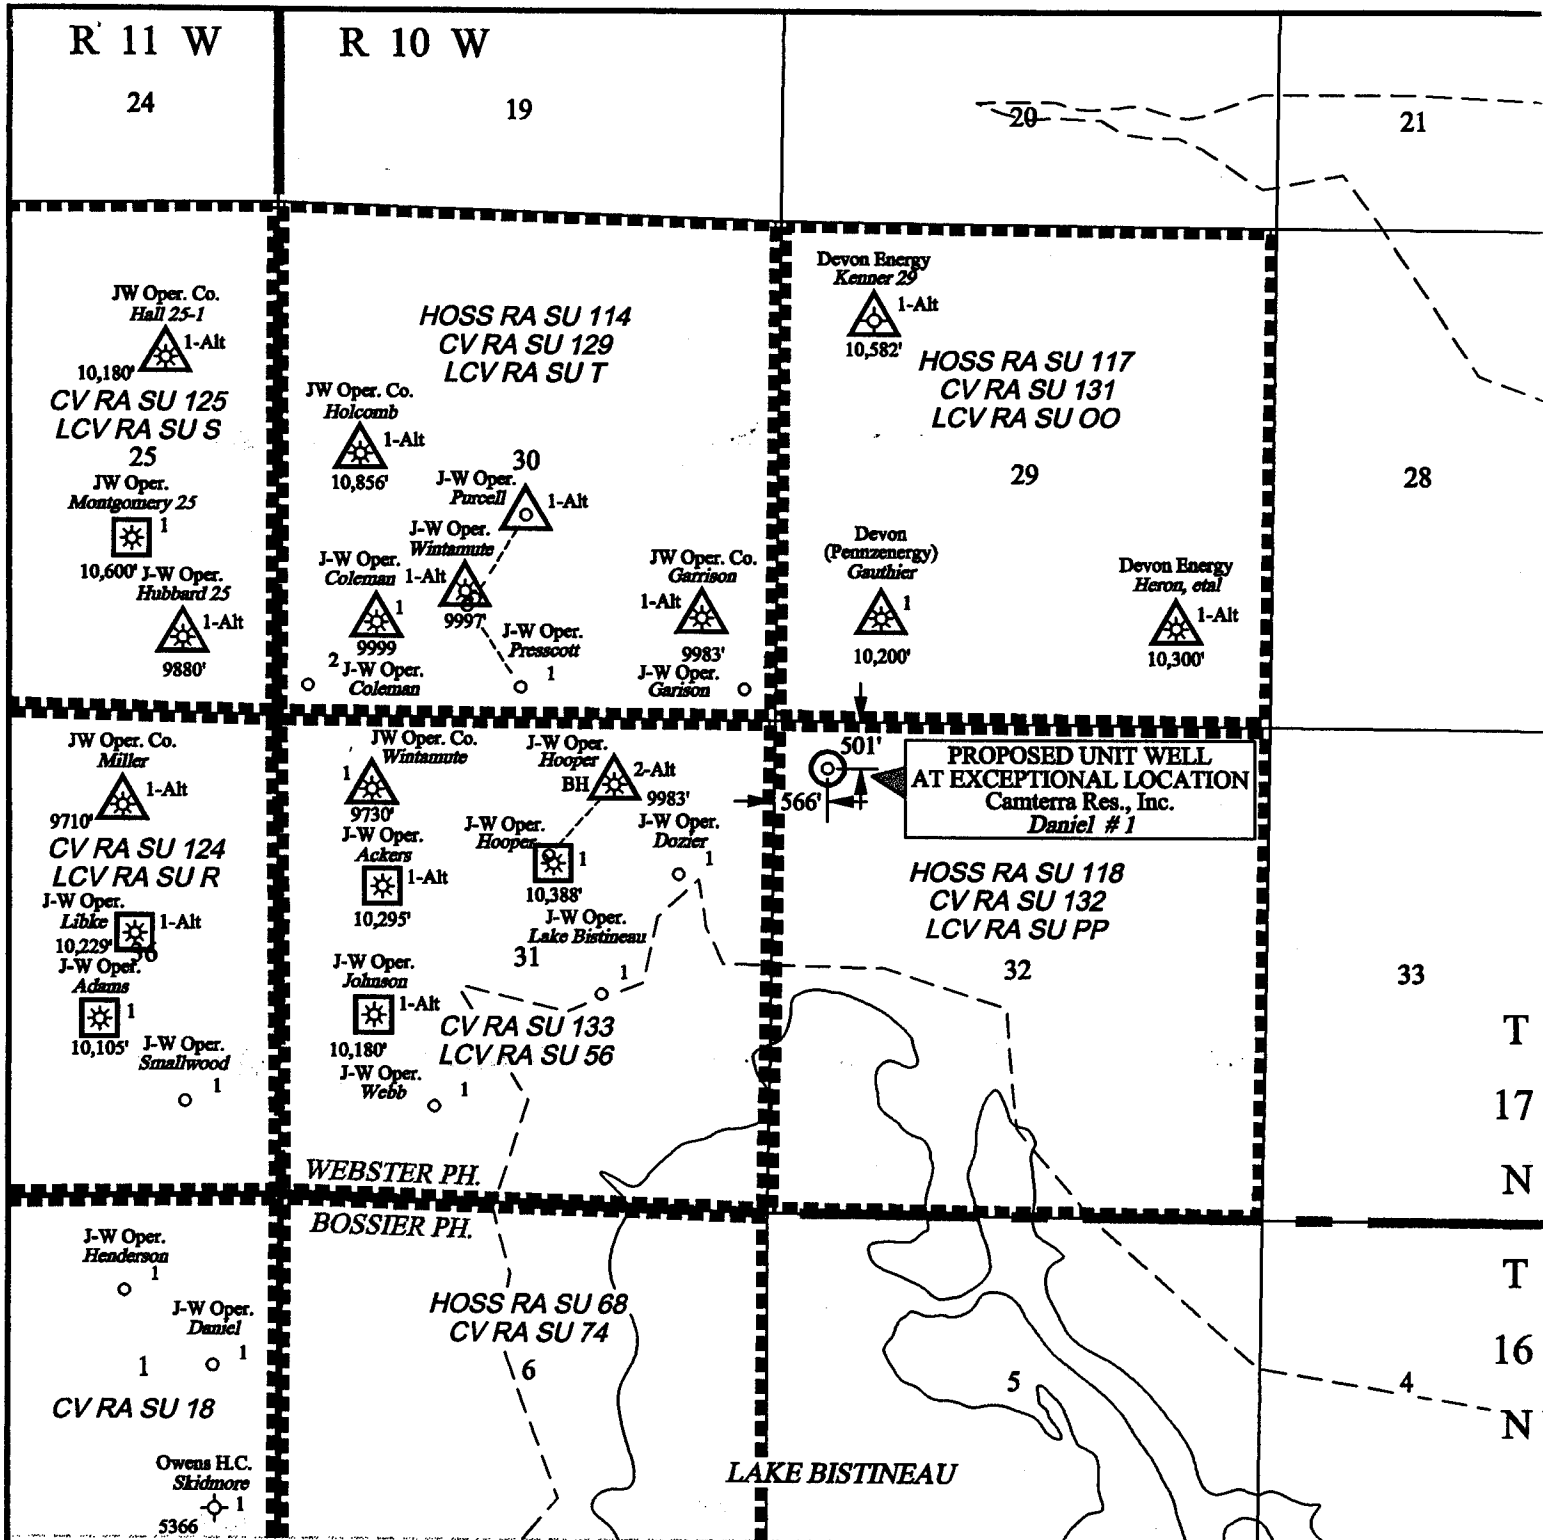 R 11 W
R 10 W
24
19
20
21
JW Oper. Co.
Hall 25-1
1-Alt
10,180'
CV RA SU 125
LCV RA SU S
25
JW Oper.
Montgomery 25
1
10,600'
J-W Oper.
Hubbard 25
1-Alt
9880'
HOSS RA SU 114
CV RA SU 129
LCV RA SU T
JW Oper. Co.
Holcomb
1-Alt
10,856'
30
J-W Oper.
Purcell
1-Alt
J-W Oper.
Wintamute
1-Alt
9997'
J-W Oper.
Coleman
1
9999
2
J-W Oper.
Coleman
J-W Oper.
Presscott
1
JW Oper. Co.
Garrison
1-Alt
9983'
J-W Oper.
Garison
Devon Energy
Kenner 29
1-Alt
10,582'
HOSS RA SU 117
CV RA SU 131
LCV RA SU OO
29
Devon
(Pennzenergy)
Gauthier
1
10,200'
Devon Energy
Heron, etal
1-Alt
10,300'
28
JW Oper. Co.
Miller
1-Alt
9710'
CV RA SU 124
LCV RA SU R
J-W Oper.
Libke
1-Alt
10,229'
36
J-W Oper.
Adams
1
10,105'
J-W Oper.
Smallwood
1
JW Oper. Co.
Wintamute
1
9730'
J-W Oper.
Ackers
1-Alt
10,295'
J-W Oper.
Hooper
BH
2-Alt
9983'
J-W Oper.
Hooper
1
10,388'
J-W Oper.
Dozier
1
J-W Oper.
Lake Bistineau
31
1
J-W Oper.
Johnson
1-Alt
10,180'
CV RA SU 133
LCV RA SU 56
J-W Oper.
Webb
1
WEBSTER PH.
BOSSIER PH.
501'
566'
PROPOSED UNIT WELL
AT EXCEPTIONAL LOCATION
Camterra Res., Inc.
Daniel # 1
HOSS RA SU 118
CV RA SU 132
LCV RA SU PP
32
33
T
17
N
J-W Oper.
Henderson
1
J-W Oper.
Daniel
1
1
CV RA SU 18
Owens H.C.
Skidmore
1
5366
HOSS RA SU 68
CV RA SU 74
6
5
4
T
16
N
LAKE BISTINEAU